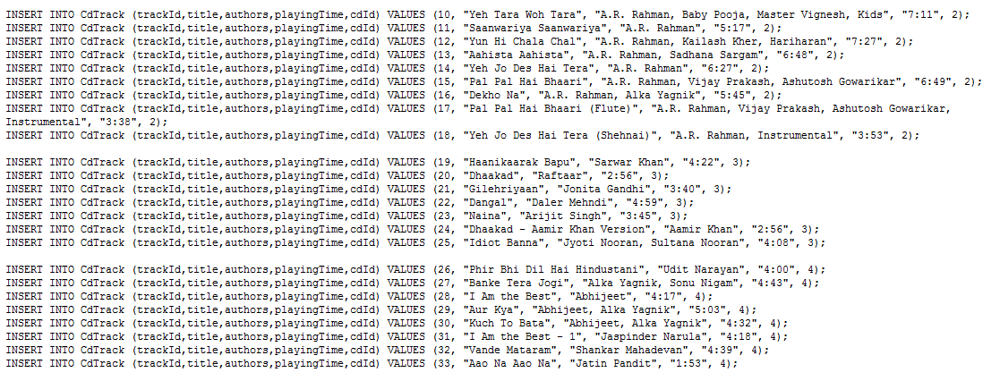 INSERT INTO CdTrack (trackId,title,authors,playingTime,cdId) VALUES (10, "Yeh Tara Woh Tara", "A.R. Rahman, Baby Pooja, Master Vignesh, Kids", "7:11", 2);
INSERT INTO CdTrack (trackId,title,authors,playingTime,cdId) VALUES (11, "Saanwariya Saanwariya", "A.R. Rahman", "5:17", 2);
INSERT INTO CdTrack (trackId,title,authors,playingTime,cdId) VALUES (12, "Yun Hi Chala Chal", "A.R. Rahman, Kailash Kher, Hariharan", "7:27", 2);
INSERT INTO CdTrack (trackId,title,authors,playingTime,cdId) VALUES (13, "Aahista Aahista", "A.R. Rahman, Sadhana Sargam", "6:48", 2);
INSERT INTO CdTrack (trackId,title,authors,playingTime,cdId) VALUES (14, "Yeh Jo Des Hai Tera", "A.R. Rahman", "6:27", 2);
INSERT INTO CdTrack (trackId,title,authors,playingTime,cdId) VALUES (15, "Pal Pal Hai Bhaari", "A.R. Rahman, Vijay Prakash, Ashutosh Gowarikar", "6:49", 2);
INSERT INTO CdTrack (trackId,title,authors,playingTime,cdId) VALUES (16, "Dekho Na", "A.R. Rahman, Alka Yagnik", "5:45", 2);
INSERT INTO CdTrack (trackId,title,authors,playingTime,cdId) VALUES (17, "Pal Pal Hai Bhaari (Flute)", "A.R. Rahman, Vijay Prakash, Ashutosh Gowarikar,
Instrumental", "3:38", 2);
INSERT INTO CdTrack (trackId,title,authors,playingTime,cdId) VALUES (18, "Yeh Jo Des Hai Tera (Shehnai)", "A.R. Rahman, Instrumental", "3:53", 2);
INSERT INTO CdTrack (trackId,title,authors,playingTime,cdId) VALUES (19, "Haanikaarak Bapu", "Sarwar Khan", "4:22", 3);
INSERT INTO CdTrack (trackId,title,authors,playingTime,cdId) VALUES (20, "Dhaakad", "Raftaar", "2:56", 3);
INSERT INTO CdTrack (trackId,title,authors,playingTime,cdId) VALUES (21, "Gilehriyaan", "Jonita Gandhi", "3:40", 3);
INSERT INTO CdTrack (trackId,title,authors,playingTime,cdId) VALUES (22, "Dangal", "Daler Mehndi", "4:59", 3);
INSERT INTO CdTrack (trackId,title,authors,playingTime,cdId) VALUES (23, "Naina", "Arijit Singh", "3:45", 3);
INSERT INTO CdTrack (trackId,title,authors,playingTime,cdId) VALUES (24, "Dhaakad - Aamir Khan Version", "Aamir Khan", "2:56", 3);
INSERT INTO CdTrack (trackId,title,authors,playingTime,cdId) VALUES (25, "Idiot Banna", "Jyoti Nooran, Sultana Nooran", "4:08", 3);
INSERT INTO CdTrack (trackId,title,authors,playingTime,cdId) VALUES (26, "Phir Bhi Dil Hai Hindustani", "Udit Narayan", "4:00", 4);
INSERT INTO CdTrack (trackId,title,authors,playingTime,cdId) VALUES (27, "Banke Tera Jogi", "Alka Yagnik, Sonu Nigam", "4:43", 4);
INSERT INTO CdTrack (trackId,title,authors,playingTime,cdId) VALUES (28, "I Am the Best", "Abhijeet", "4:17", 4);
INSERT INTO CdTrack (trackId,title,authors,playingTime,cdId) VALUES (29, "Aur Kya", "Abhijeet, Alka Yagnik", "5:03", 4);
INSERT INTO CdTrack (trackId,title,authors,playingTime,cdId) VALUES (30, "Kuch To Bata", "Abhijeet, Alka Yagnik", "4:32", 4);
INSERT INTO CdTrack (trackId,title,authors,playingTime,cdId) VALUES (31, "I Am the Best - 1", "Jaspinder Narula", "4:18", 4);
INSERT INTO CdTrack (trackId,title,authors,playingTime,cdId) VALUES (32, "Vande Mataram", "Shankar Mahadevan", "4:39", 4);
INSERT INTO CdTrack (trackId,title,authors,playingTime,cdId) VALUES (33, "Aao Na Aao Na", "Jatin Pandit", "1:53", 4);